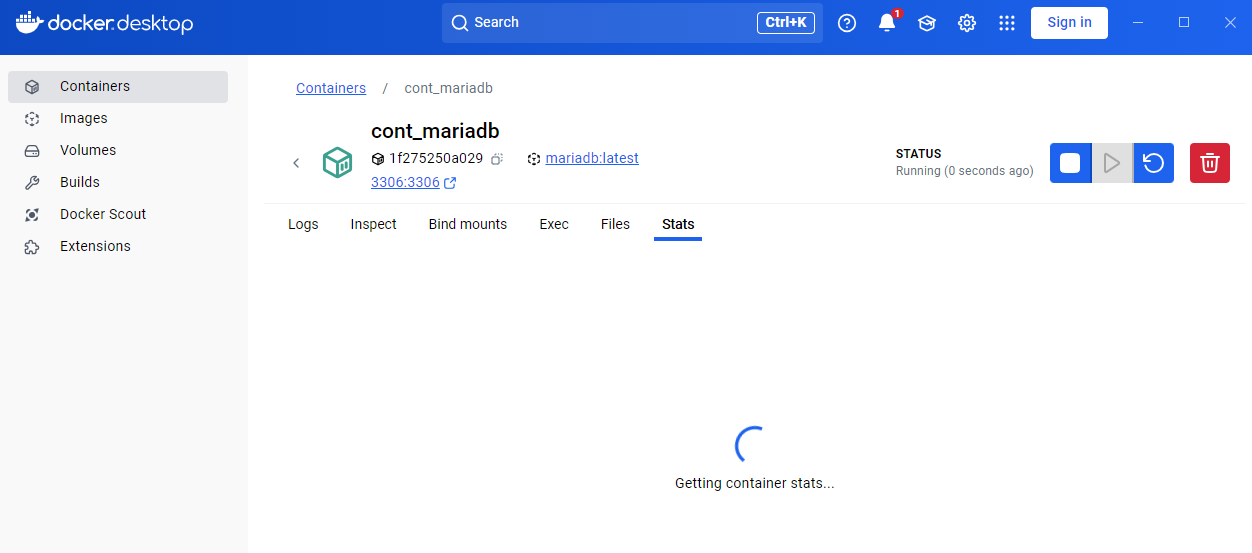 docker.desktop
Search
Ctrl+K
1
Sign in
Containers
Images
Volumes
Builds
Docker Scout
Extensions
Containers / cont_mariadb
cont_mariadb
1f275250a029 mariadb:latest
3306:3306
STATUS
Running (0 seconds ago)
Logs Inspect Bind mounts Exec Files Stats
Getting container stats...